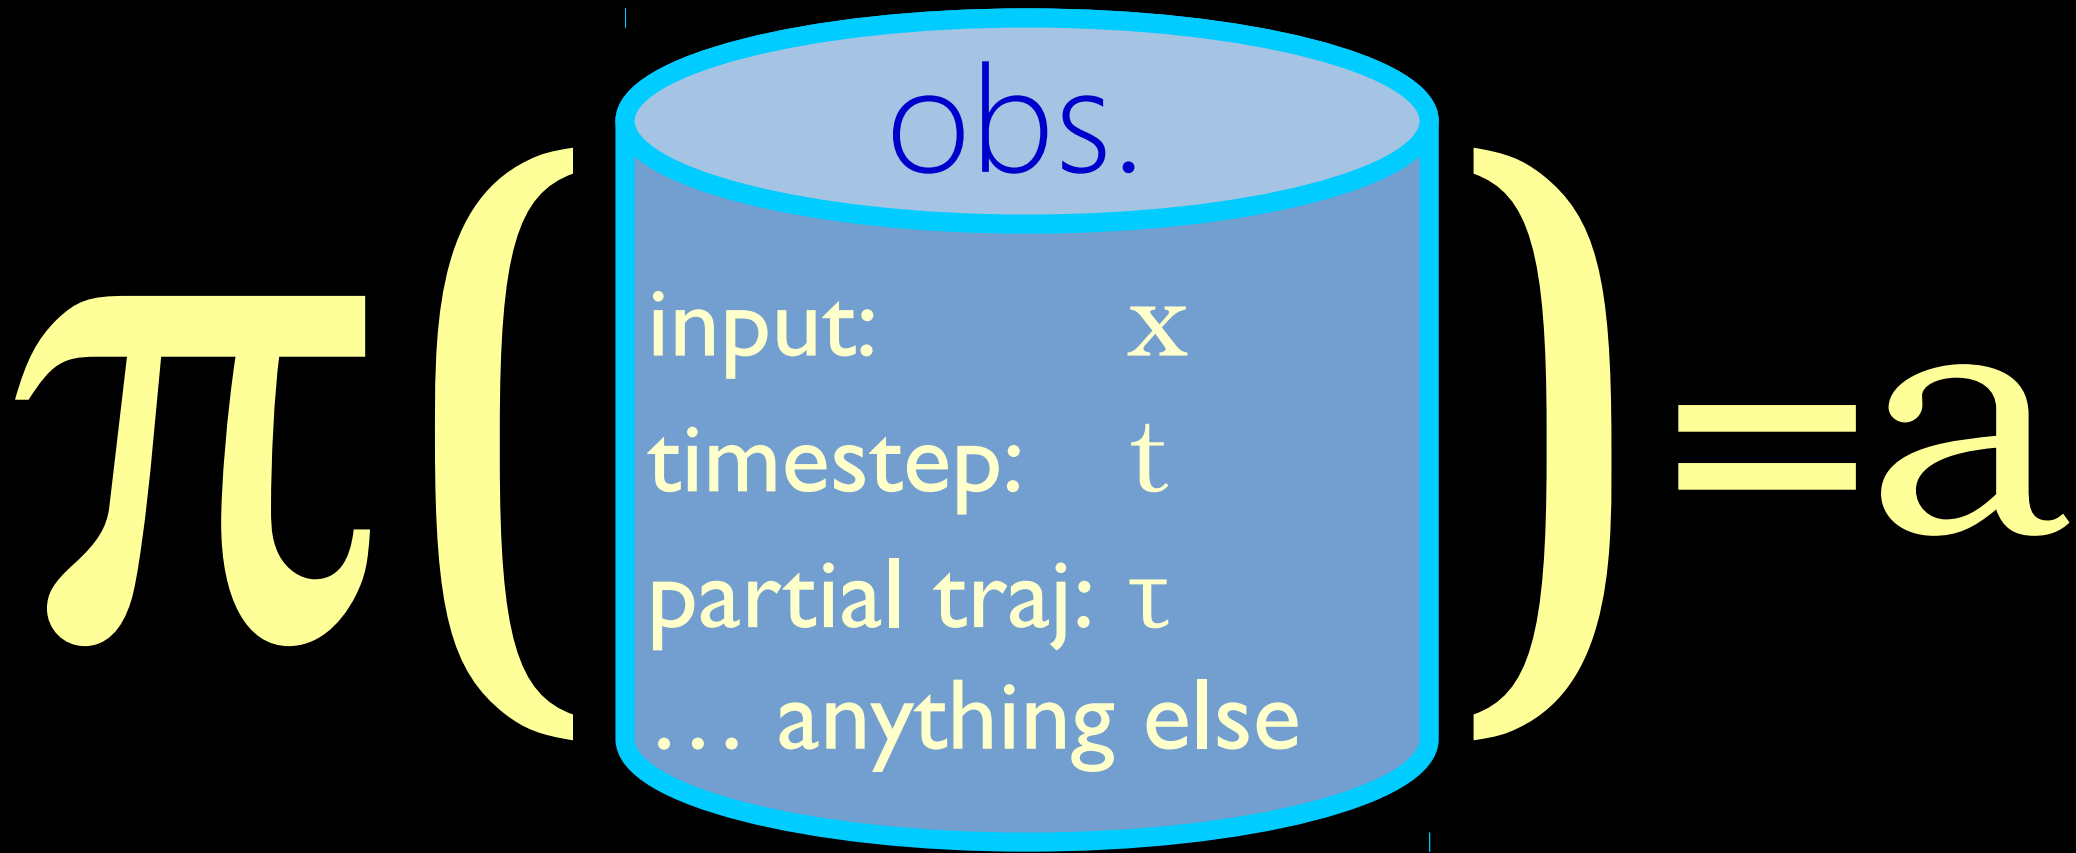 π( obs. )=a
input: x
timestep: t
partial traj: τ
... anything else